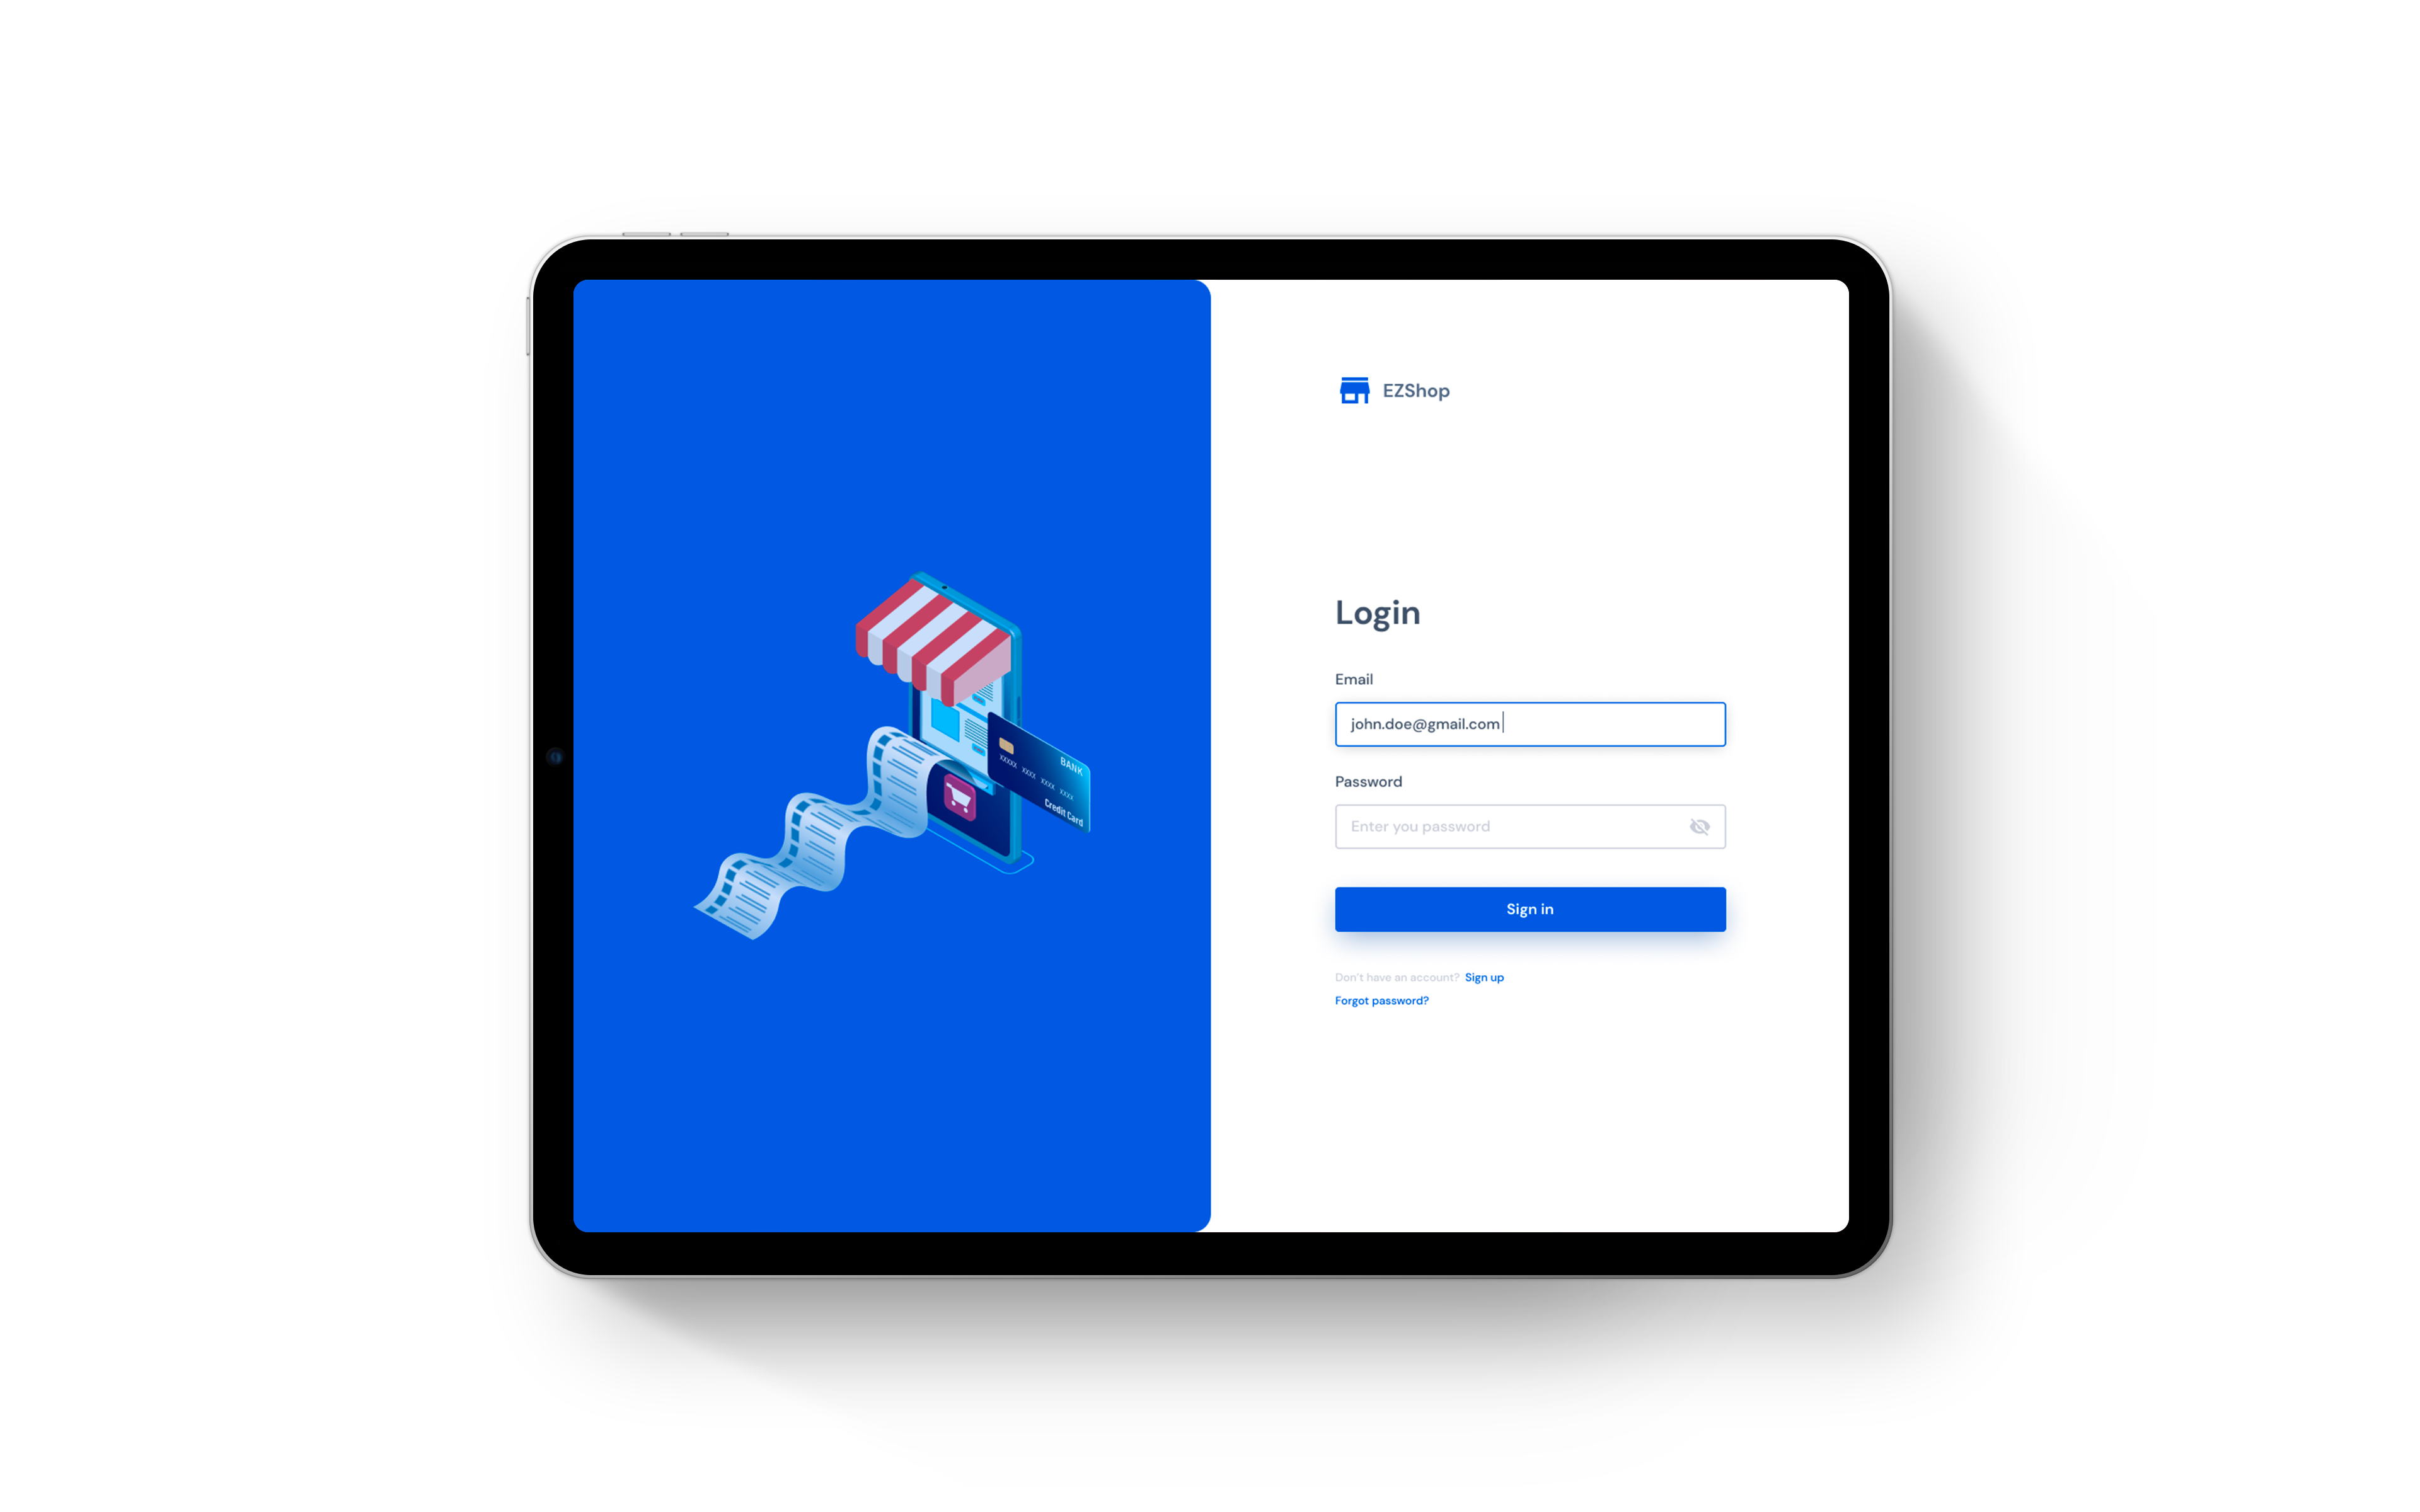 EZShop
Login
Email
john.doe@gmail.com
Password
Enter you password
Sign in
Don't have an account? Sign up
Forgot password?
BANK
XXXX XXXX XXXX XXXX
Credit Card